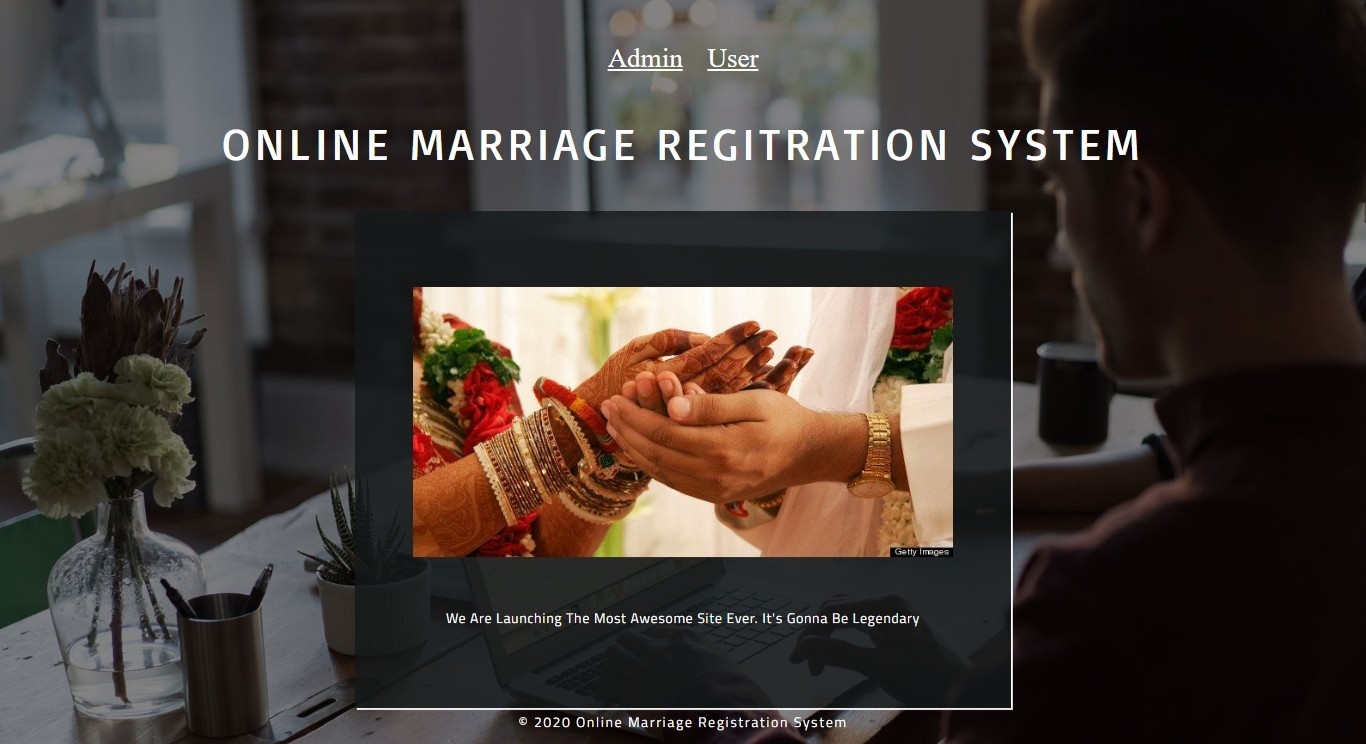 Admin User
ONLINE MARRIAGE REGITRATION SYSTEM
Getty Images
We Are Launching The Most Awesome Site Ever. It's Gonna Be Legendary
© 2020 Online Marriage Registration System